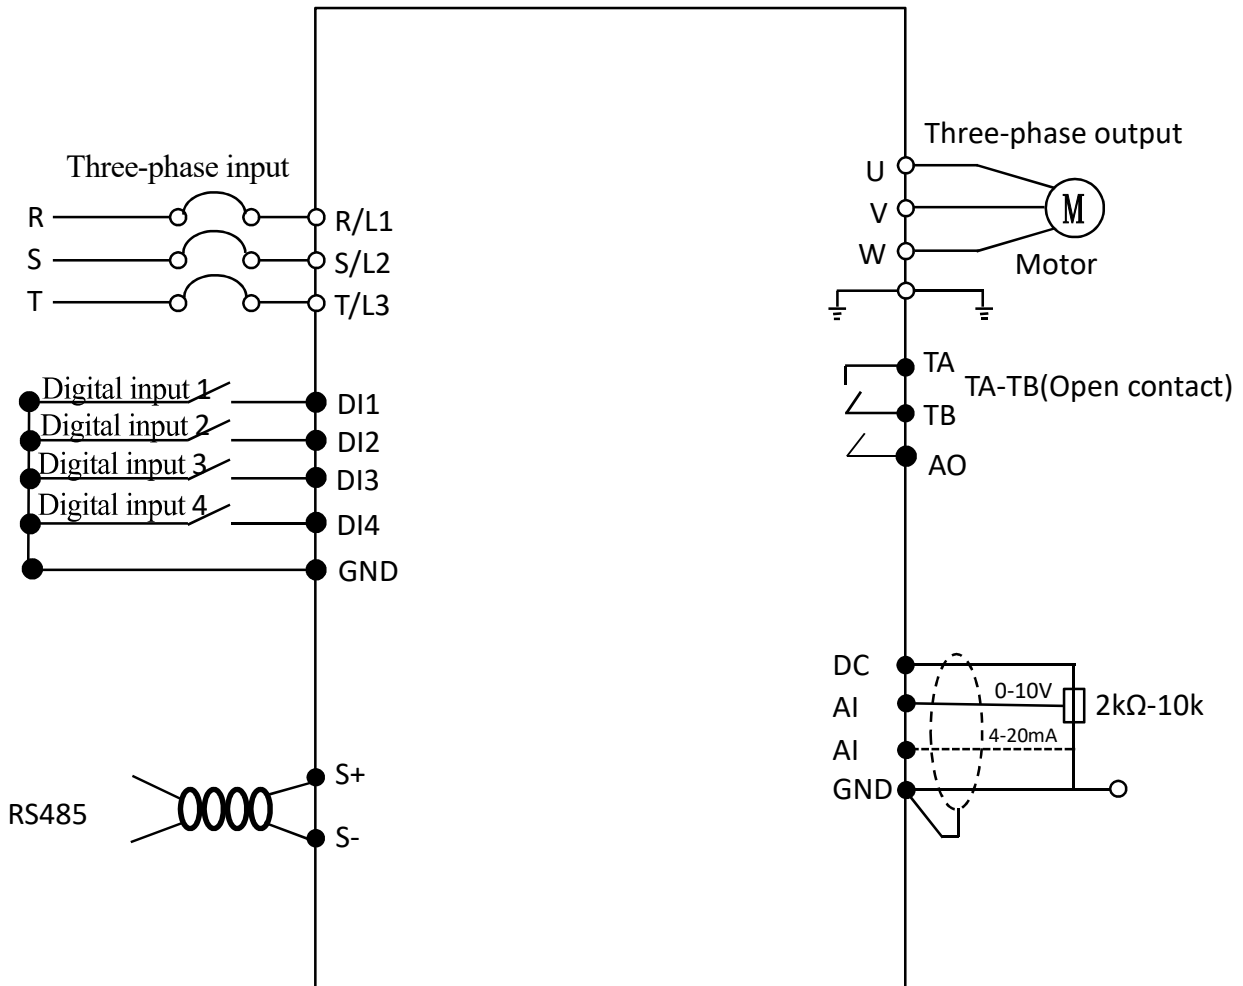 Three-phase input
R
R/L1
S
S/L2
T
T/L3
Digital input 1
DI1
Digital input 2
DI2
Digital input 3
DI3
Digital input 4
DI4
GND
RS485
S+
S-
Three-phase output
U
V
W
M
Motor
TA
TA-TB(Open contact)
TB
AO
DC
AI
0-10V
2kΩ-10k
AI
4-20mA
GND